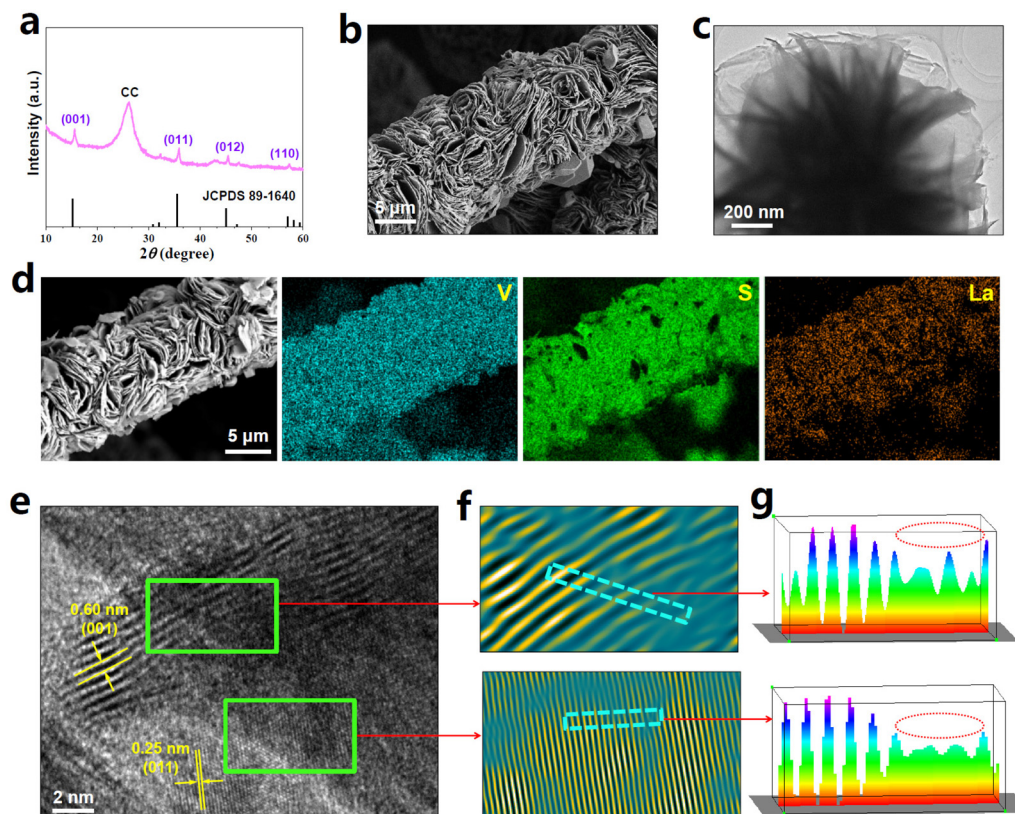 a
Intensity (a.u.)
(001)
CC
(011)
(012)
(110)
JCPDS 89-1640
10 20 30 40 50 60
2θ (degree)
b
5 μm
c
200 nm
d
5 μm
V
S
La
e
0.60 nm
(001)
0.25 nm
(011)
2 nm
f
g